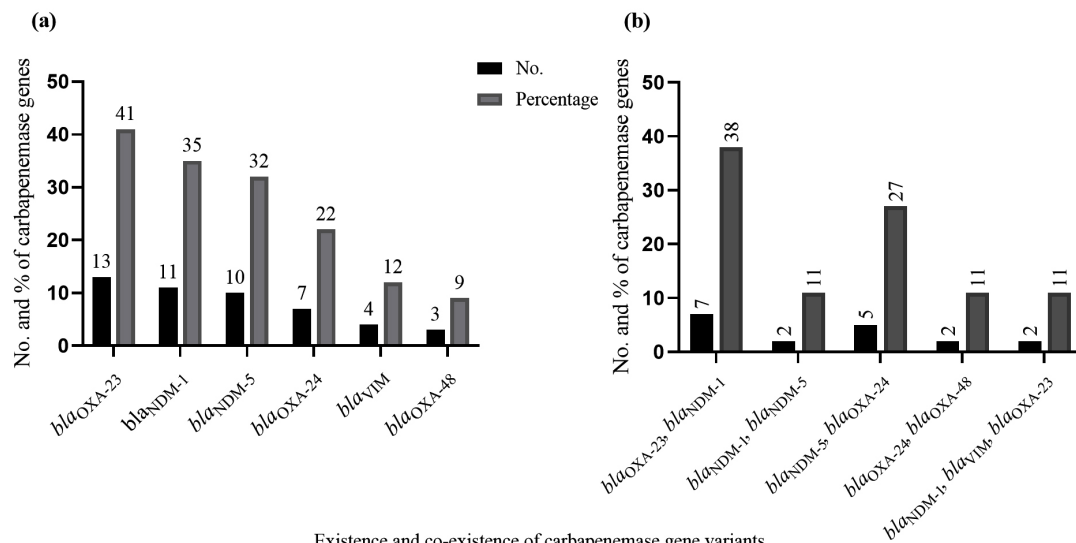 (a)
No.
Percentage
No. and % of carbapenemase genes
50
40
30
20
10
0
13
41
11
35
10
32
7
22
4
12
3
9
blaOXA-23
blaNDM-1
blaNDM-5
blaOXA-24
blaVIM
blaOXA-48
(b)
No. and % of carbapenemase genes
50
40
30
20
10
0
7
38
2
11
5
27
2
11
2
11
blaOXA-23, blaNDM-1
blaNDM-1, blaNDM-5
blaNDM-5, blaOXA-24
blaOXA-24, blaOXA-48
blaNDM-1, blaVIM, blaOXA-23
Existence and co-existence of carbapenemase gene variants